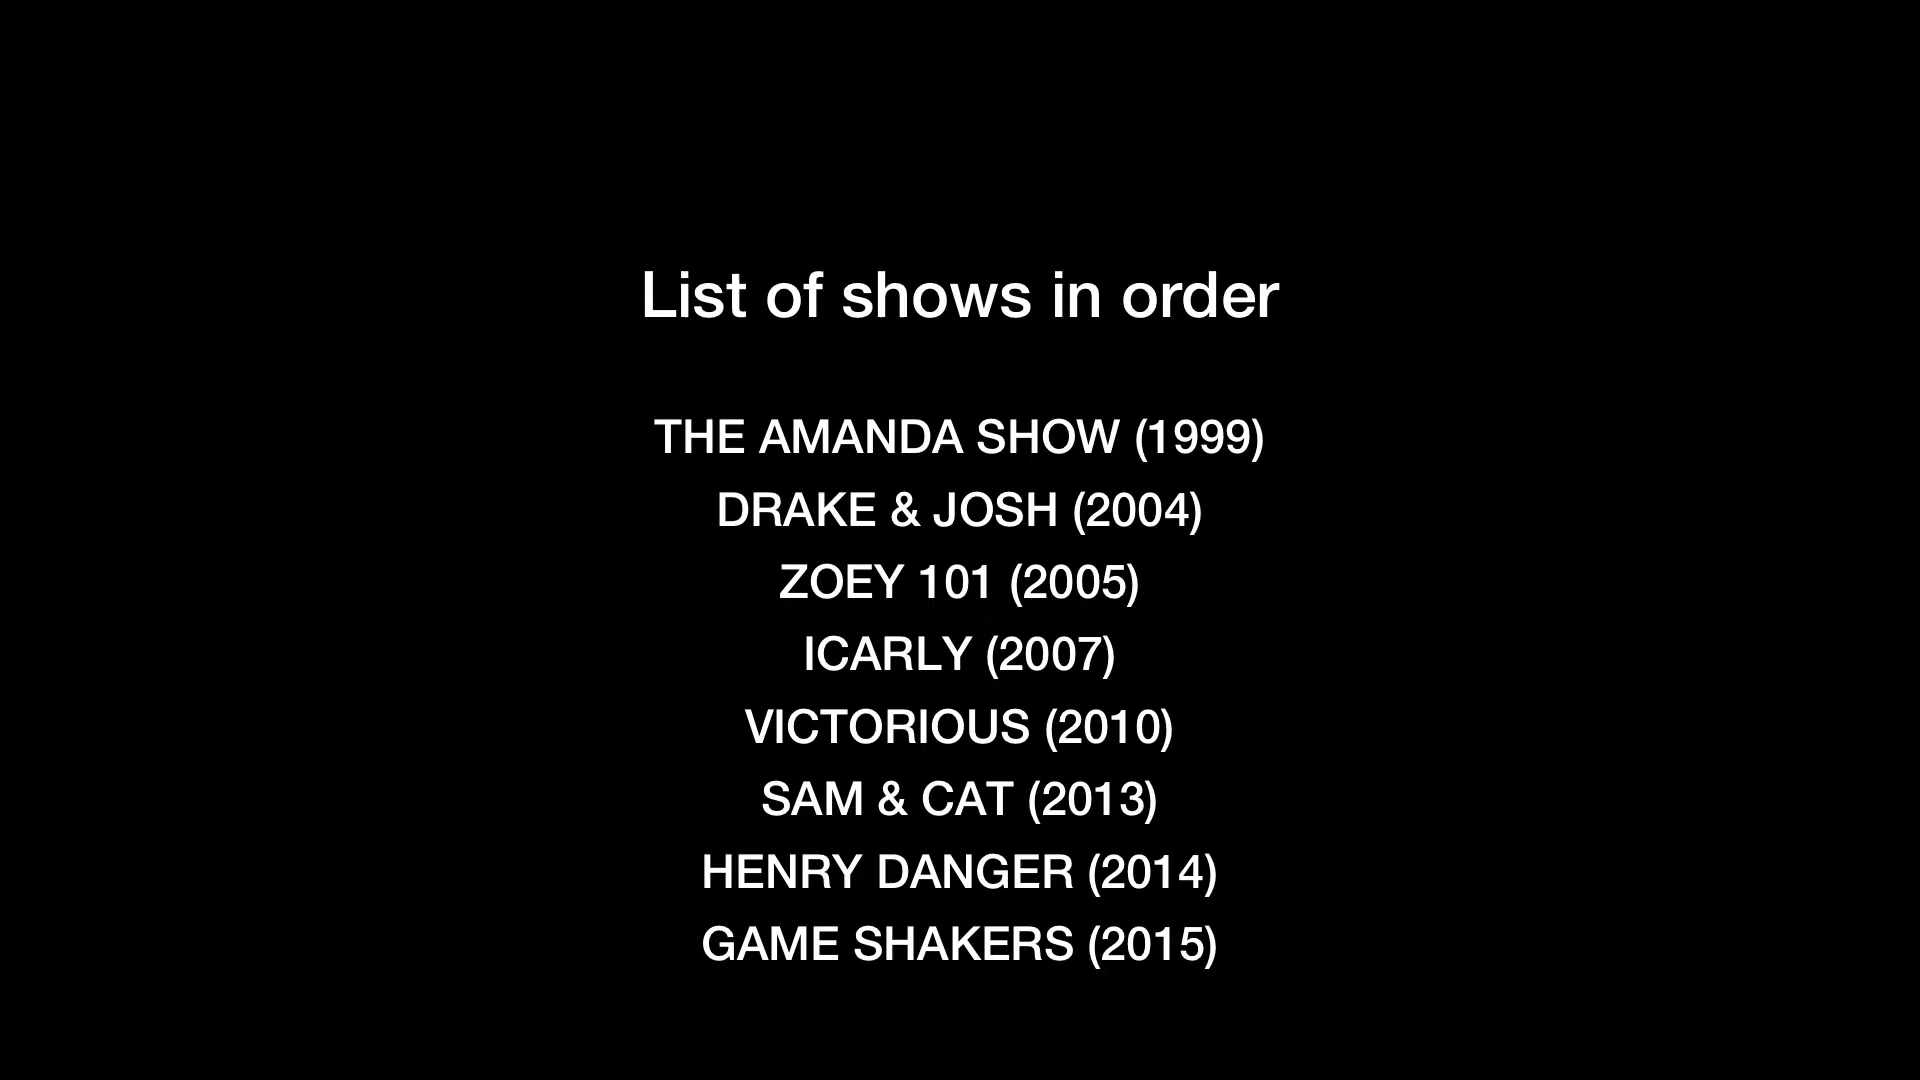 List of shows in order
THE AMANDA SHOW (1999)
DRAKE & JOSH (2004)
ZOEY 101 (2005)
ICARLY (2007)
VICTORIOUS (2010)
SAM & CAT (2013)
HENRY DANGER (2014)
GAME SHAKERS (2015)